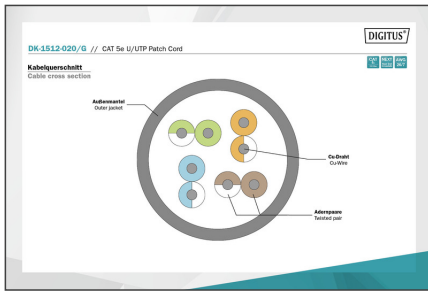 DIGITUS®
DK-1512-020/G // CAT 5e U/UTP Patch Cord
Kabelquerschnitt
Cable cross section
Außenmantel
Outer jacket
Cu-Draht
Cu-Wire
Adernpaare
Twisted pair